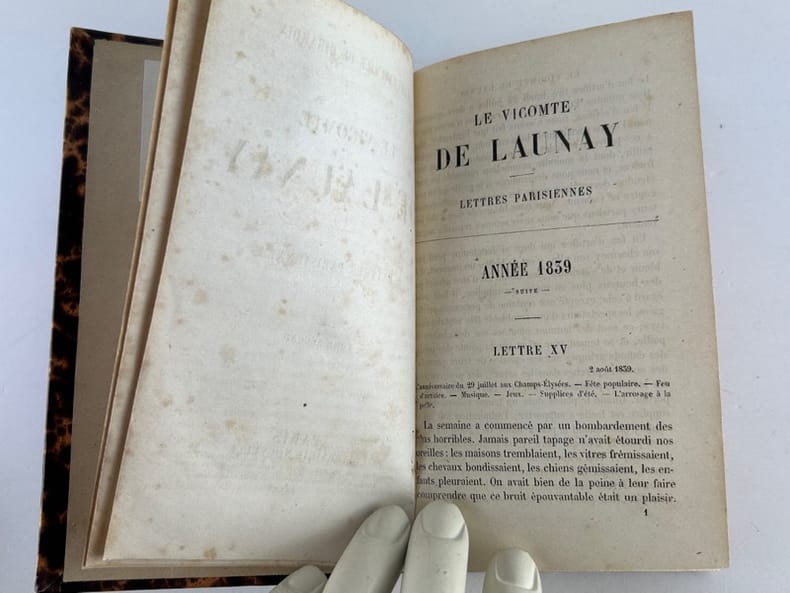 LE VICOMTE
DE LAUNAY
LETTRES PARISIENNES
ANNÉE 1839
— SUITE —
LETTRE XV
2 août 1839.
L'anniversaire du 29 juillet aux Champs-Élysées. — Fête populaire. — Feu
d'artifice. — Musique. — Jeux. — Supplices d'été. — L'arrosage à la
pelle.
La semaine a commencé par un bombardement des
plus horribles. Jamais pareil tapage n'avait étourdi nos
oreilles : les maisons tremblaient, les vitres frémissaient,
les chevaux bondissaient, les chiens gémissaient, les en-
fants pleuraient. On avait bien de la peine à leur faire
comprendre que ce bruit épouvantable était un plaisir.
1